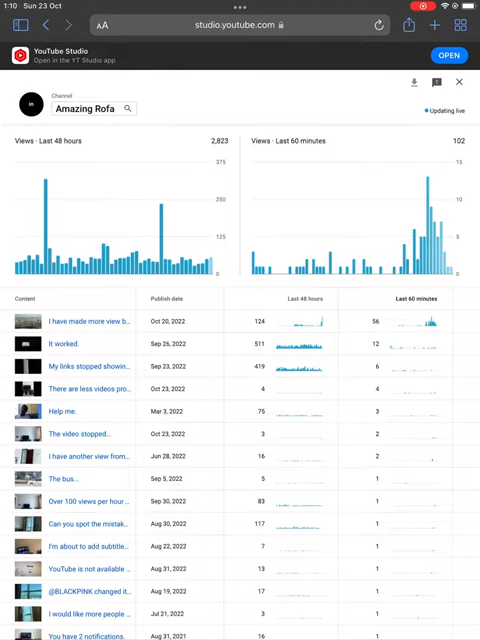 1:10 Sun 23 Oct
AA studio.youtube.com
YouTube Studio
Open in the YT Studio app
OPEN
in
Channel
Amazing Rofa
Updating live
Views · Last 48 hours 2,823
Views · Last 60 minutes 102
375
250
125
0
15
10
5
0
Content Publish date Last 48 hours Last 60 minutes
I have made more view b... Oct 20, 2022 124 56
It worked. Sep 26, 2022 511 12
My links stopped showin... Sep 23, 2022 419 6
There are less videos pro... Oct 23, 2022 4 4
Help me. Mar 3, 2022 75 3
The video stopped... Oct 23, 2022 3 2
I have another view from... Jun 28, 2022 16 2
The bus... Sep 5, 2022 5 1
Over 100 views per hour ... Sep 30, 2022 83 1
Can you spot the mistak... Aug 30, 2022 117 1
I'm about to add subtitle... Aug 22, 2022 7 1
YouTube is not available ... Aug 31, 2022 13 1
@BLACKPINK changed it... Aug 19, 2022 17 1
I would like more people ... Jul 21, 2022 3 1
You have 2 notifications. Aug 31, 2021 16 1